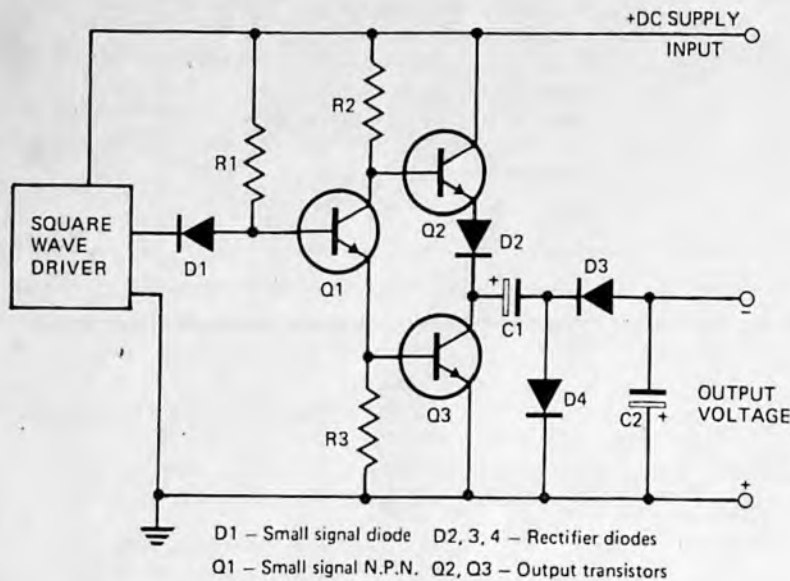 +DC SUPPLY
INPUT
R2
R1
SQUARE
WAVE
DRIVER
D1
Q1
Q2
D2
+
C1
D3
−
Q3
D4
C2
+
OUTPUT
VOLTAGE
R3
+
D1 – Small signal diode D2, 3, 4 – Rectifier diodes
Q1 – Small signal N.P.N. Q2, Q3 – Output transistors